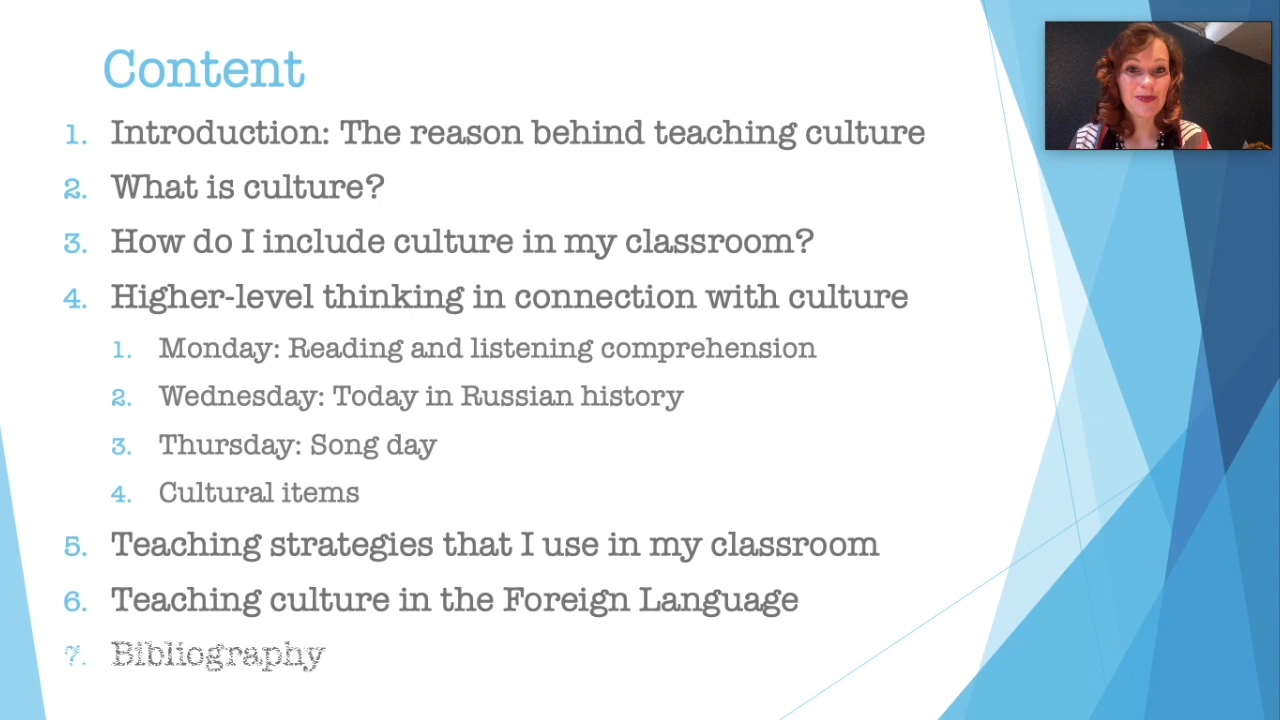 Content
1. Introduction: The reason behind teaching culture
2. What is culture?
3. How do I include culture in my classroom?
4. Higher-level thinking in connection with culture
1. Monday: Reading and listening comprehension
2. Wednesday: Today in Russian history
3. Thursday: Song day
4. Cultural items
5. Teaching strategies that I use in my classroom
6. Teaching culture in the Foreign Language
7. Bibliography